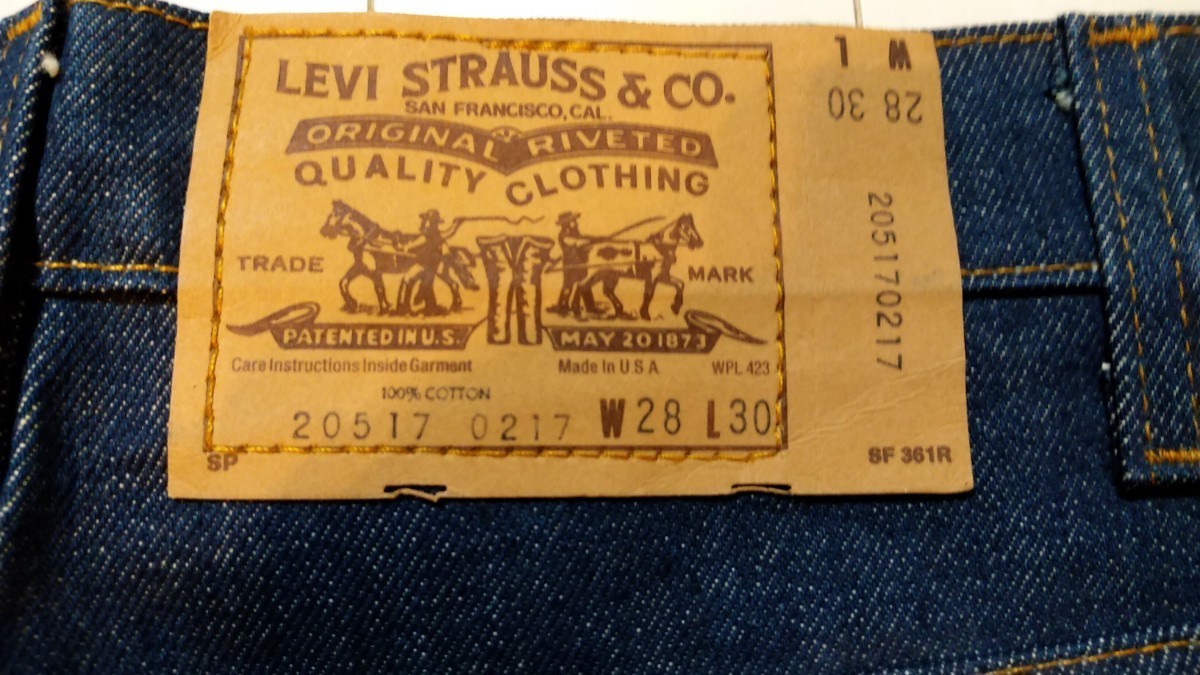 LEVI STRAUSS & CO.
SAN FRANCISCO, CAL.
ORIGINAL RIVETED
QUALITY CLOTHING
TRADE MARK
PATENTED IN U.S. MAY 20 1873
Care Instructions Inside Garment Made In U S A WPL 423
100% COTTON
20517 0217 W28 L30
SP
SF 361R
W L
28 30
20517 0217